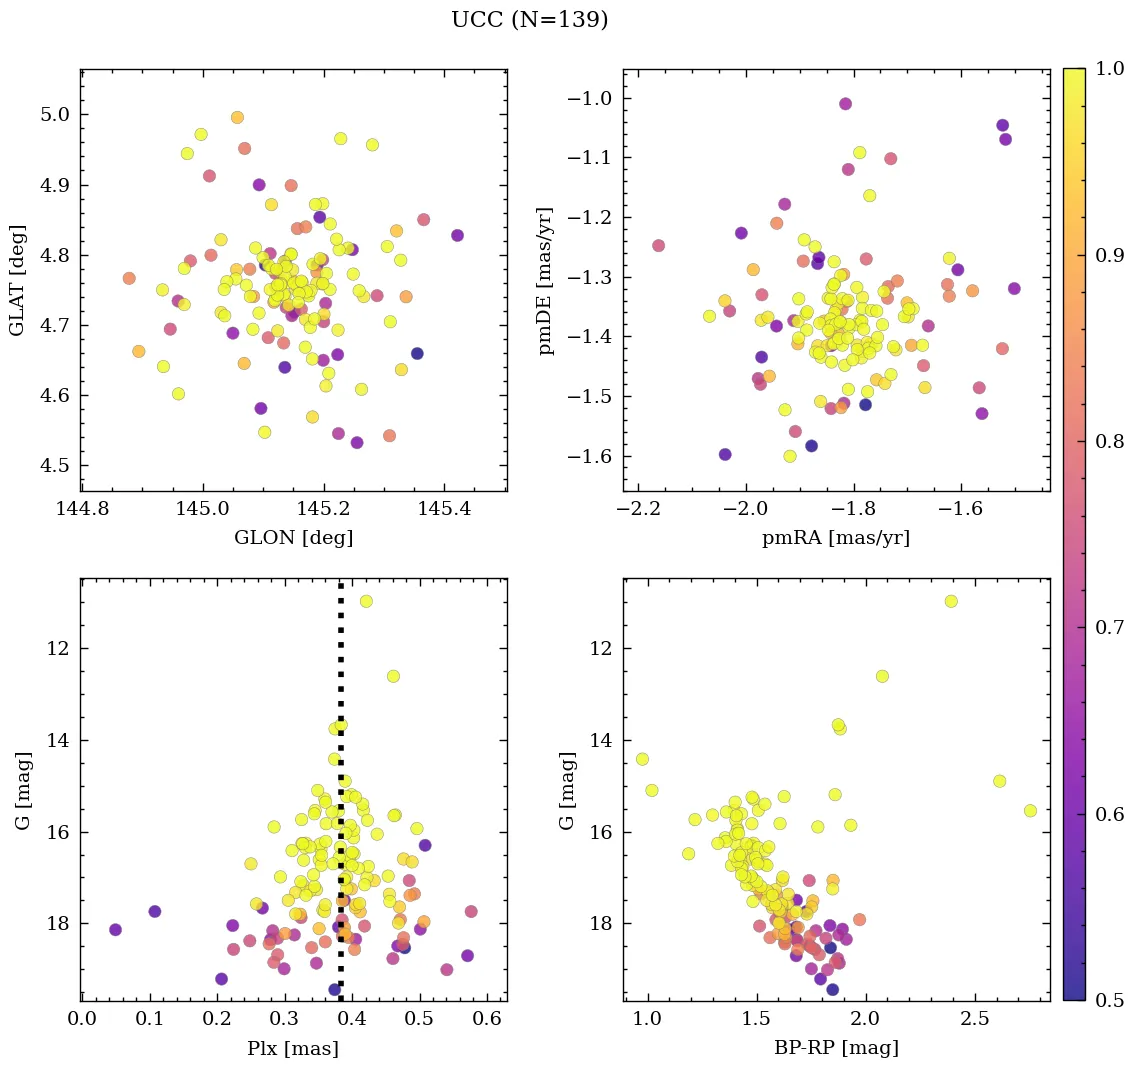 UCC (N=139)
5.0
4.9
4.8
4.7
4.6
4.5
GLAT [deg]
144.8 145.0 145.2 145.4
GLON [deg]
−1.0
−1.1
−1.2
−1.3
−1.4
−1.5
−1.6
pmDE [mas/yr]
−2.2 −2.0 −1.8 −1.6
pmRA [mas/yr]
1.0
0.9
0.8
0.7
0.6
0.5
12
14
16
18
G [mag]
0.0 0.1 0.2 0.3 0.4 0.5 0.6
Plx [mas]
12
14
16
18
G [mag]
1.0 1.5 2.0 2.5
BP-RP [mag]